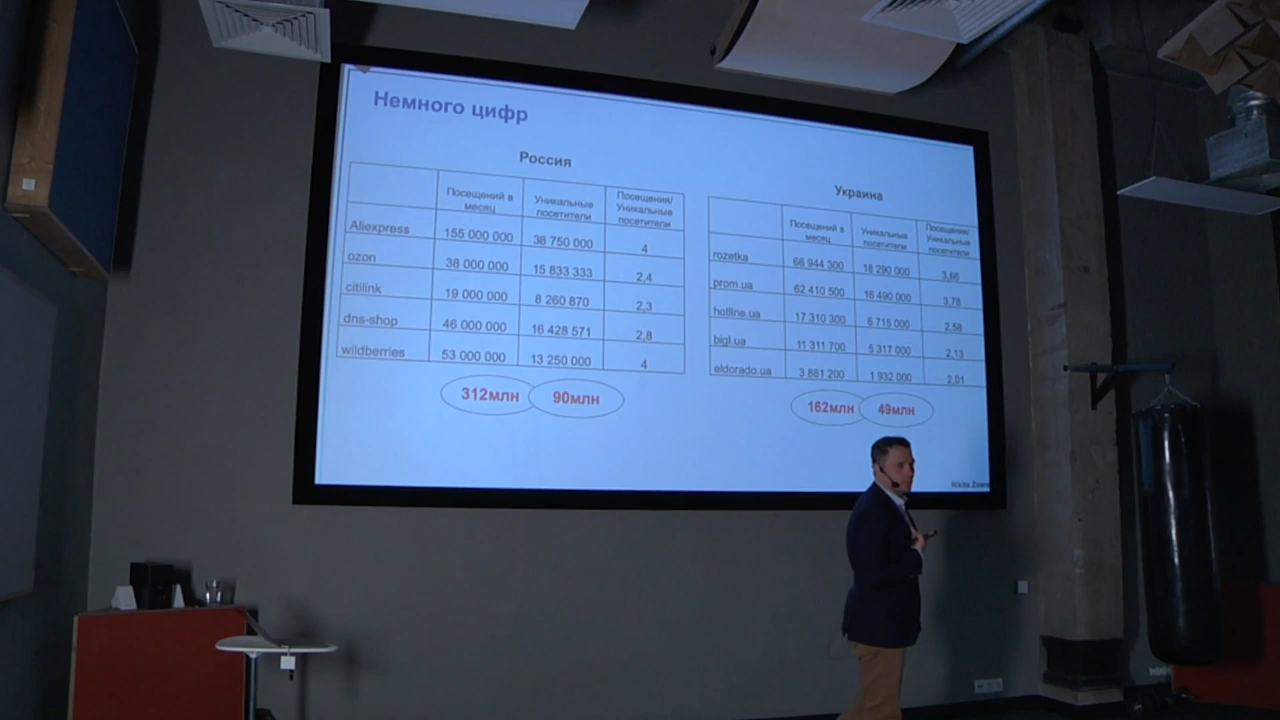 Немного цифр
Россия
Посещений в месяц Уникальные посетители Посещения/Уникальные посетители
Aliexpress 155 000 000 38 750 000 4
ozon 38 000 000 15 833 333 2,4
citilink 19 000 000 8 260 870 2,3
dns-shop 46 000 000 16 428 571 2,8
wildberries 53 000 000 13 250 000 4
312млн 90млн
Украина
Посещений в месяц Уникальные посетители Посещения/Уникальные посетители
rozetka 66 944 300 18 290 000 3,66
prom.ua 62 410 500 16 490 000 3,78
hotline.ua 17 310 300 6 715 000 2,58
bigl.ua 11 311 700 5 317 000 2,13
eldorado.ua 3 881 200 1 932 000 2,01
162млн 49млн
Nikita